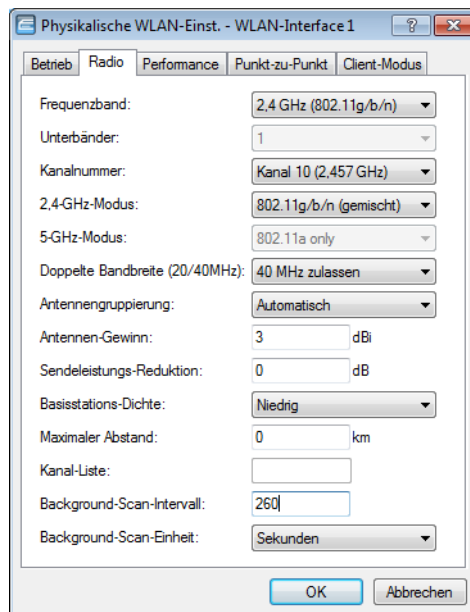 Physikalische WLAN-Einst. - WLAN-Interface 1
Betrieb Radio Performance Punkt-zu-Punkt Client-Modus
Frequenzband: 2,4 GHz (802.11g/b/n)
Unterbänder: 1
Kanalnummer: Kanal 10 (2,457 GHz)
2,4-GHz-Modus: 802.11g/b/n (gemischt)
5-GHz-Modus: 802.11a only
Doppelte Bandbreite (20/40MHz): 40 MHz zulassen
Antennengruppierung: Automatisch
Antennen-Gewinn: 3 dBi
Sendeleistungs-Reduktion: 0 dB
Basisstations-Dichte: Niedrig
Maximaler Abstand: 0 km
Kanal-Liste:
Background-Scan-Intervall: 260
Background-Scan-Einheit: Sekunden
OK Abbrechen